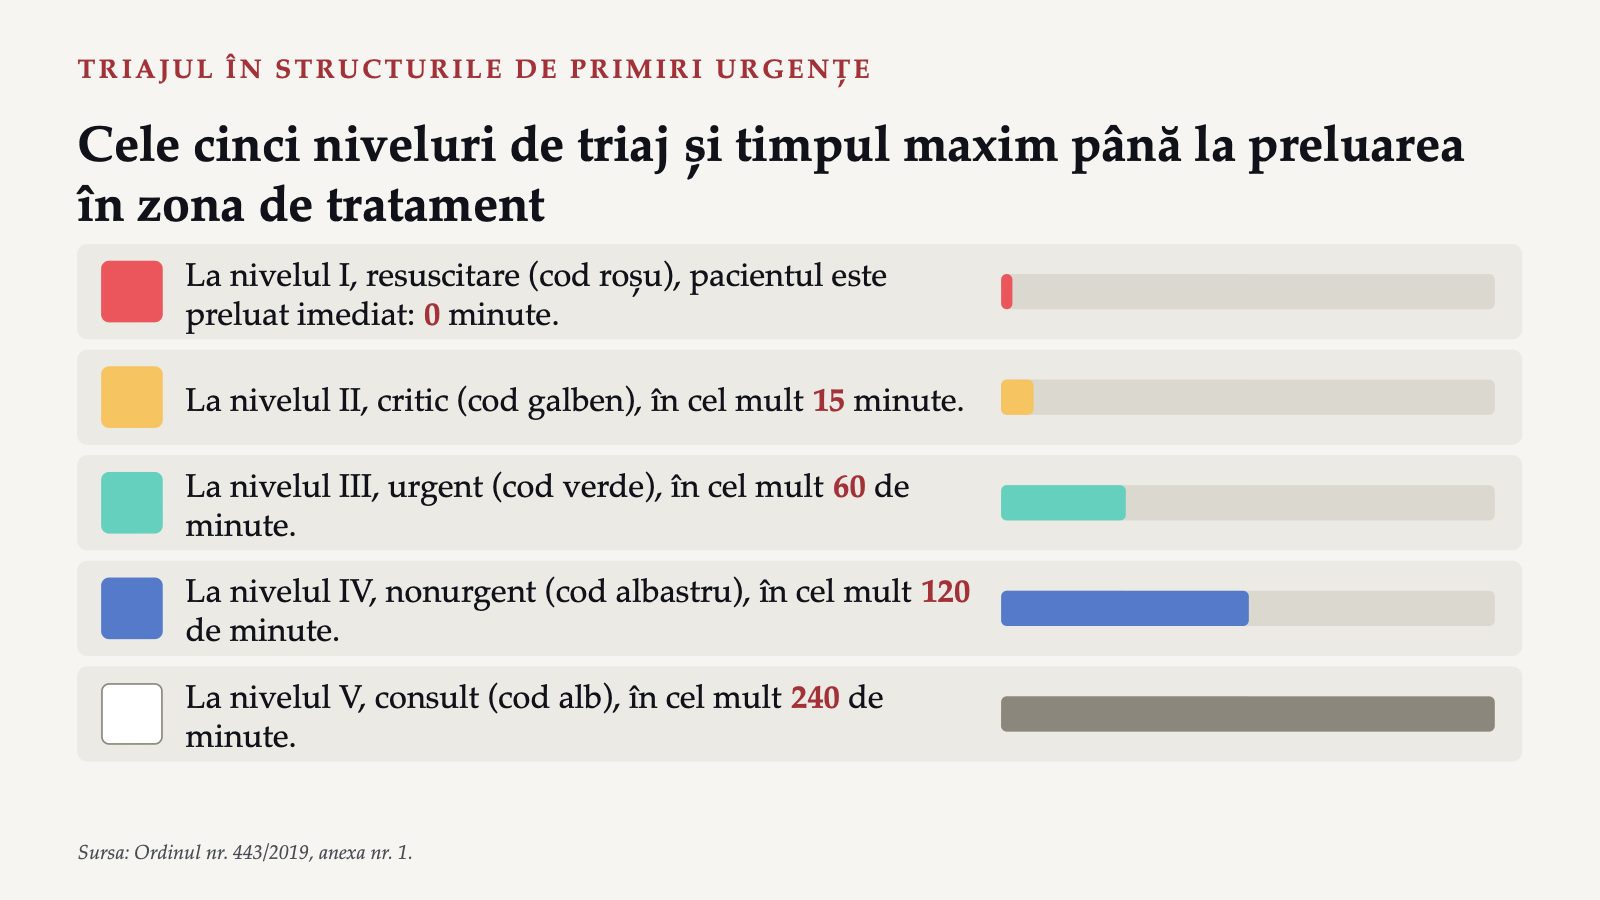 TRIAJUL ÎN STRUCTURILE DE PRIMIRI URGENȚE
Cele cinci niveluri de triaj și timpul maxim până la preluarea
în zona de tratament
La nivelul I, resuscitare (cod roșu), pacientul este
preluat imediat: 0 minute.
La nivelul II, critic (cod galben), în cel mult 15 minute.
La nivelul III, urgent (cod verde), în cel mult 60 de
minute.
La nivelul IV, nonurgent (cod albastru), în cel mult 120
de minute.
La nivelul V, consult (cod alb), în cel mult 240 de
minute.
Sursa: Ordinul nr. 443/2019, anexa nr. 1.